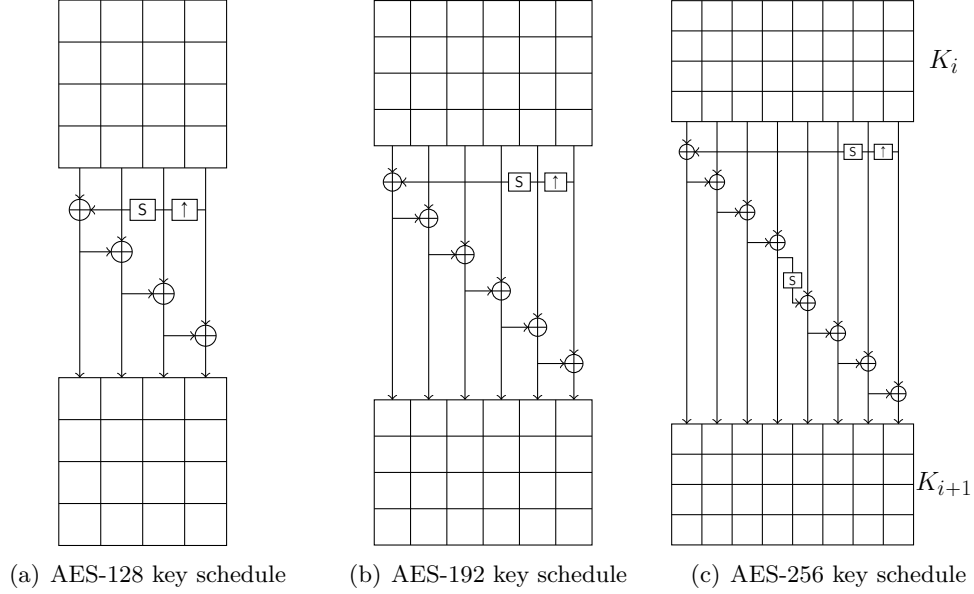 K_i
S ↑
S ↑
S ↑
S
K_{i+1}
(a) AES-128 key schedule
(b) AES-192 key schedule
(c) AES-256 key schedule